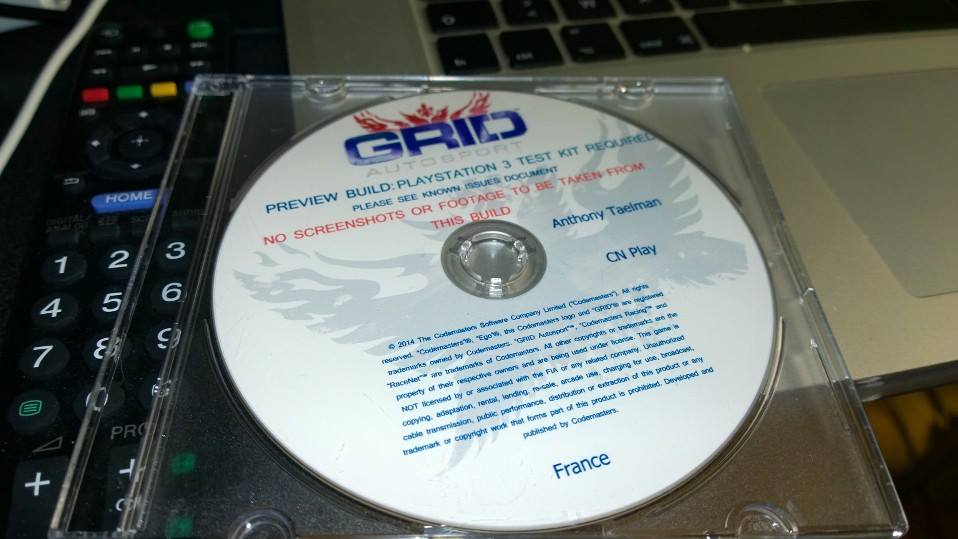 GRID
AUTOSPORT
PREVIEW BUILD: PLAYSTATION 3 TEST KIT REQUIRED
PLEASE SEE KNOWN ISSUES DOCUMENT
NO SCREENSHOTS OR FOOTAGE TO BE TAKEN FROM
THIS BUILD
Anthony Taelman
CN Play
© 2014 The Codemasters Software Company Limited ("Codemasters"). All rights
reserved. "Codemasters"®, "Ego"®, the Codemasters logo and "GRID"® are registered
trademarks owned by Codemasters. "GRID Autosport"™, "Codemasters Racing"™ and
"RaceNet" are trademarks of Codemasters. All other copyrights or trademarks are the
property of their respective owners and are being used under license. This game is
NOT licensed by or associated with the FIA or any related company. Unauthorized
copying, adaptation, rental, lending, re-sale, arcade use, charging for use, broadcast,
cable transmission, public performance, distribution or extraction of this product or any
trademark or copyright work that forms part of this product is prohibited. Developed and
published by Codemasters.
France
HOME
1 2 3
4 5 6
7 8 9
0
+ +
fn